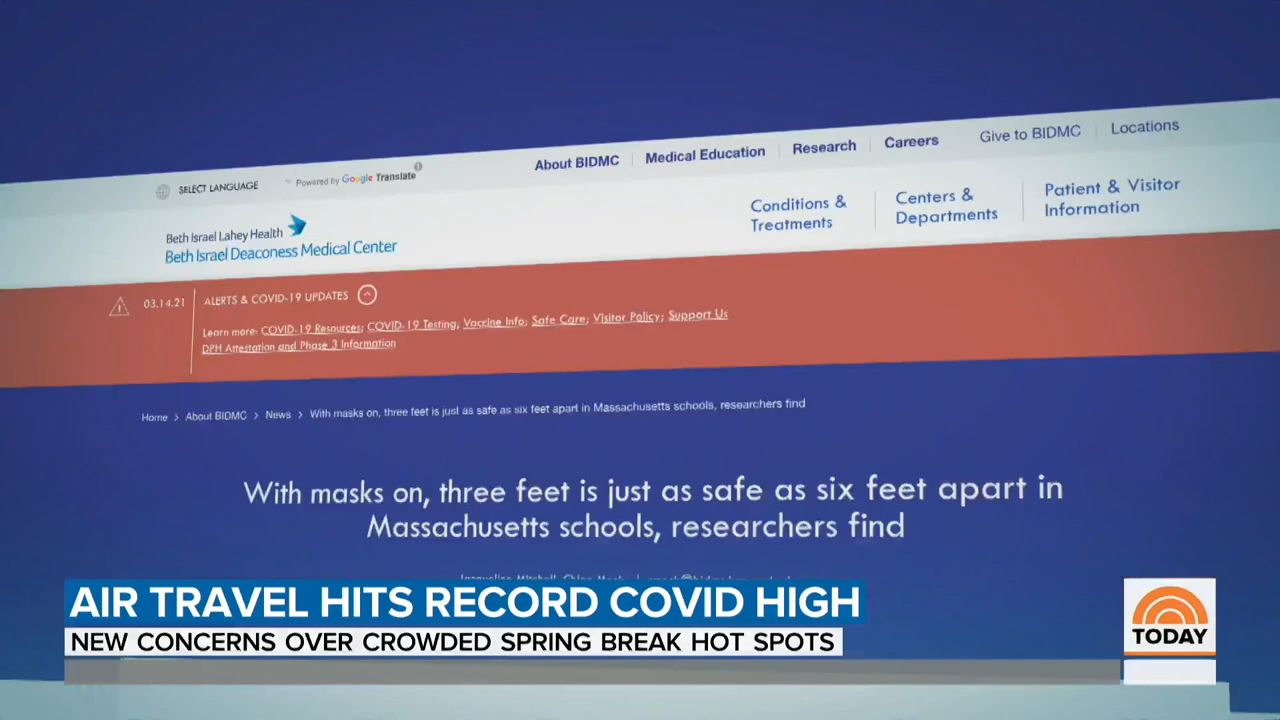 SELECT LANGUAGE
Powered by Google Translate
About BIDMC
Medical Education
Research
Careers
Give to BIDMC
Locations
Beth Israel Lahey Health
Beth Israel Deaconess Medical Center
Conditions &
Treatments
Centers &
Departments
Patient & Visitor
Information
03.14.21
ALERTS & COVID-19 UPDATES
Learn more: COVID-19 Resources; COVID-19 Testing; Vaccine Info; Safe Care; Visitor Policy; Support Us
DPH Attestation and Phase 3 Information
Home > About BIDMC > News > With masks on, three feet is just as safe as six feet apart in Massachusetts schools, researchers find
With masks on, three feet is just as safe as six feet apart in
Massachusetts schools, researchers find
AIR TRAVEL HITS RECORD COVID HIGH
NEW CONCERNS OVER CROWDED SPRING BREAK HOT SPOTS
TODAY